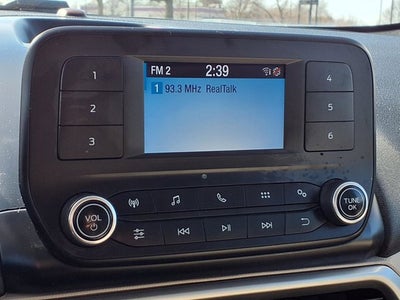 FM 2 2:39
1 93.3 MHz RealTalk
1
2
3
4
5
6
VOL
TUNE
OK